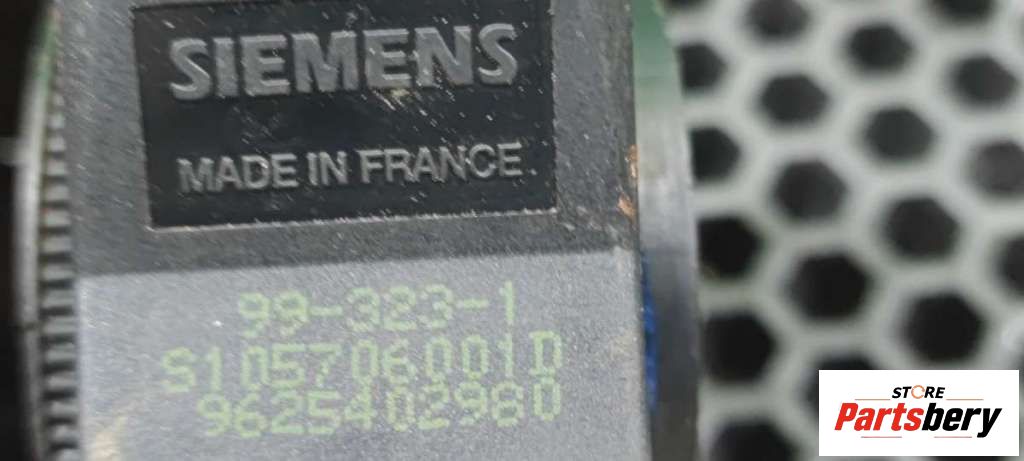 SIEMENS
MADE IN FRANCE
99-323-1
S105706001D
9625402980
STORE
Partsbery